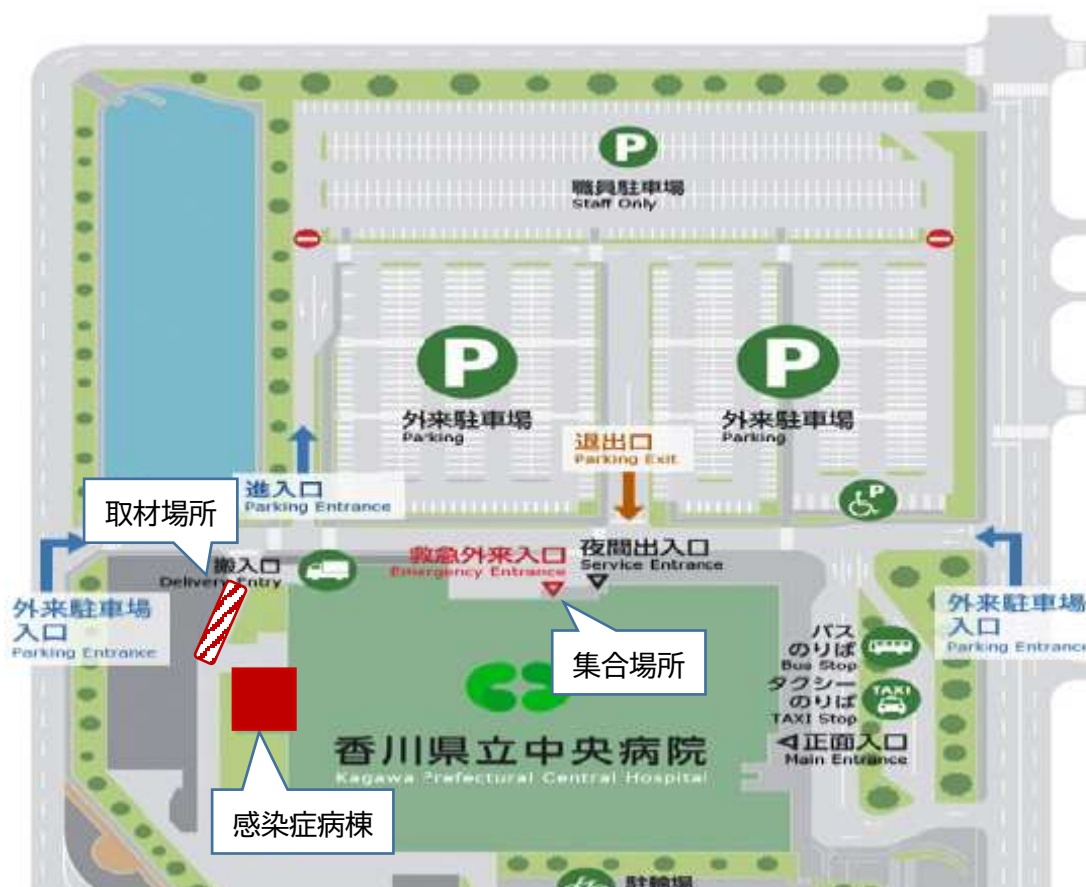 P
職員駐車場
Staff Only
P
外来駐車場
Parking
P
外来駐車場
Parking
退出口
Parking Exit
進入口
Parking Entrance
取材場所
P
搬入口
Delivery Entry
救急外来入口
Emergency Entrance
夜間出入口
Service Entrance
外来駐車場
入口
Parking Entrance
外来駐車場
入口
Parking Entrance
集合場所
バス
のりば
Bus Stop
タクシー
のりば
TAXI Stop
TAXI
正面入口
Main Entrance
香川県立中央病院
Kagawa Prefectural Central Hospital
感染症病棟
駐輪場